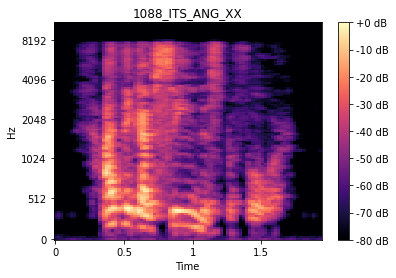 1088_ITS_ANG_XX
8192
4096
2048
1024
512
0
Hz
0
0.5
1
1.5
Time
+0 dB
-10 dB
-20 dB
-30 dB
-40 dB
-50 dB
-60 dB
-70 dB
-80 dB